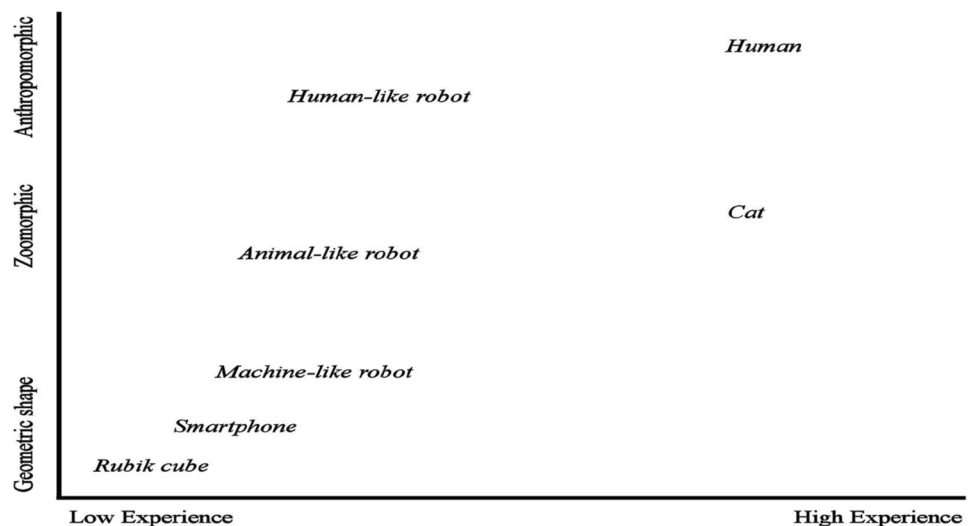 Anthropomorphic
Human
Human-like robot
Zoomorphic
Cat
Animal-like robot
Machine-like robot
Geometric shape
Smartphone
Rubik cube
Low Experience
High Experience